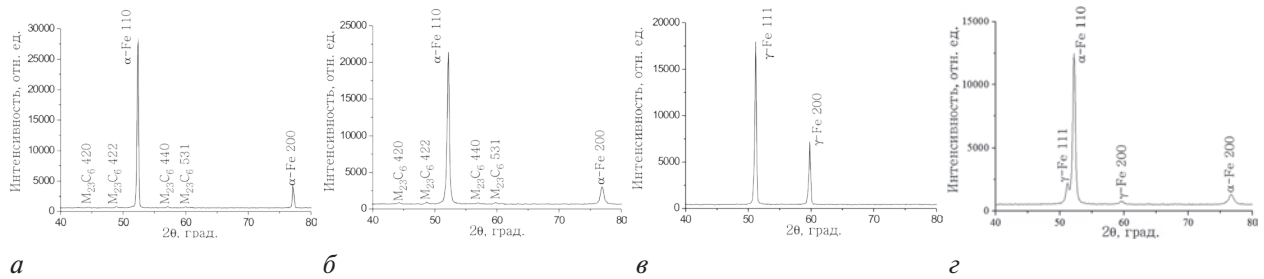 Интенсивность, отн. ед.
30000
25000
20000
15000
10000
5000
0
α-Fe 110
M₂₃C₆ 420
M₂₃C₆ 422
M₂₃C₆ 440
M₂₃C₆ 531
α-Fe 200
40 50 60 70 80
2θ, град.
а
Интенсивность, отн. ед.
25000
20000
15000
10000
5000
0
α-Fe 110
M₂₃C₆ 420
M₂₃C₆ 422
M₂₃C₆ 440
M₂₃C₆ 531
α-Fe 200
40 50 60 70 80
2θ, град.
б
Интенсивность, отн. ед.
20000
15000
10000
5000
0
γ-Fe 111
γ-Fe 200
40 50 60 70 80
2θ, град.
в
Интенсивность, отн. ед.
15000
10000
5000
0
γ-Fe 111
α-Fe 110
γ-Fe 200
α-Fe 200
40 50 60 70 80
2θ, град.
г